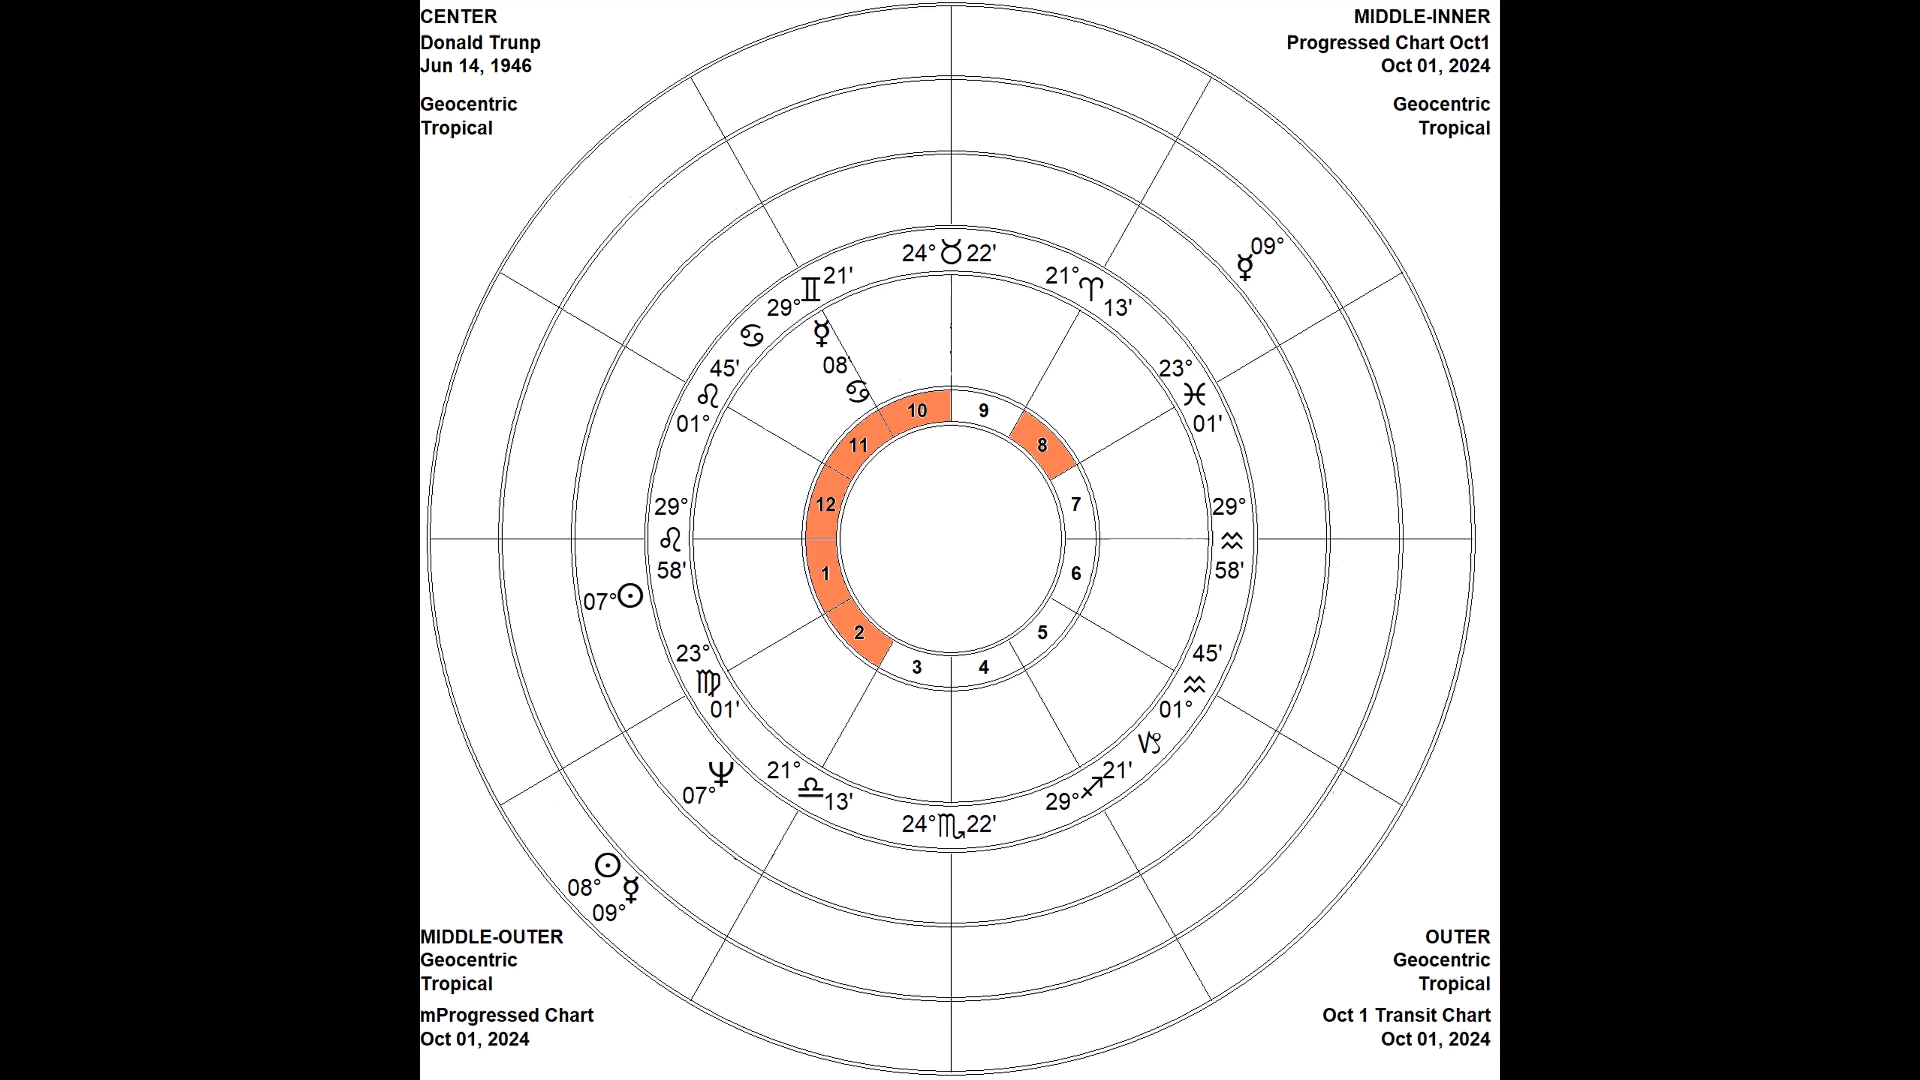 CENTER
Donald Trunp
Jun 14, 1946
Geocentric
Tropical
MIDDLE-INNER
Progressed Chart Oct1
Oct 01, 2024
Geocentric
Tropical
09°
☿
24° ♉ 22'
21° ♈ 13'
29° ♊ 21'
♋
☿
08'
♋
45'
♌
01°
23°
♓
01'
10
9
11
8
12
7
1
6
2
5
3
4
29°
♌
58'
29°
♒
58'
07° ☉
23°
♍
01'
45'
♒
01°
♑
♆
07°
21° ♎ 13'
24° ♏ 22'
29° ♐ 21'
☉
08° ☿
09°
MIDDLE-OUTER
Geocentric
Tropical
mProgressed Chart
Oct 01, 2024
OUTER
Geocentric
Tropical
Oct 1 Transit Chart
Oct 01, 2024